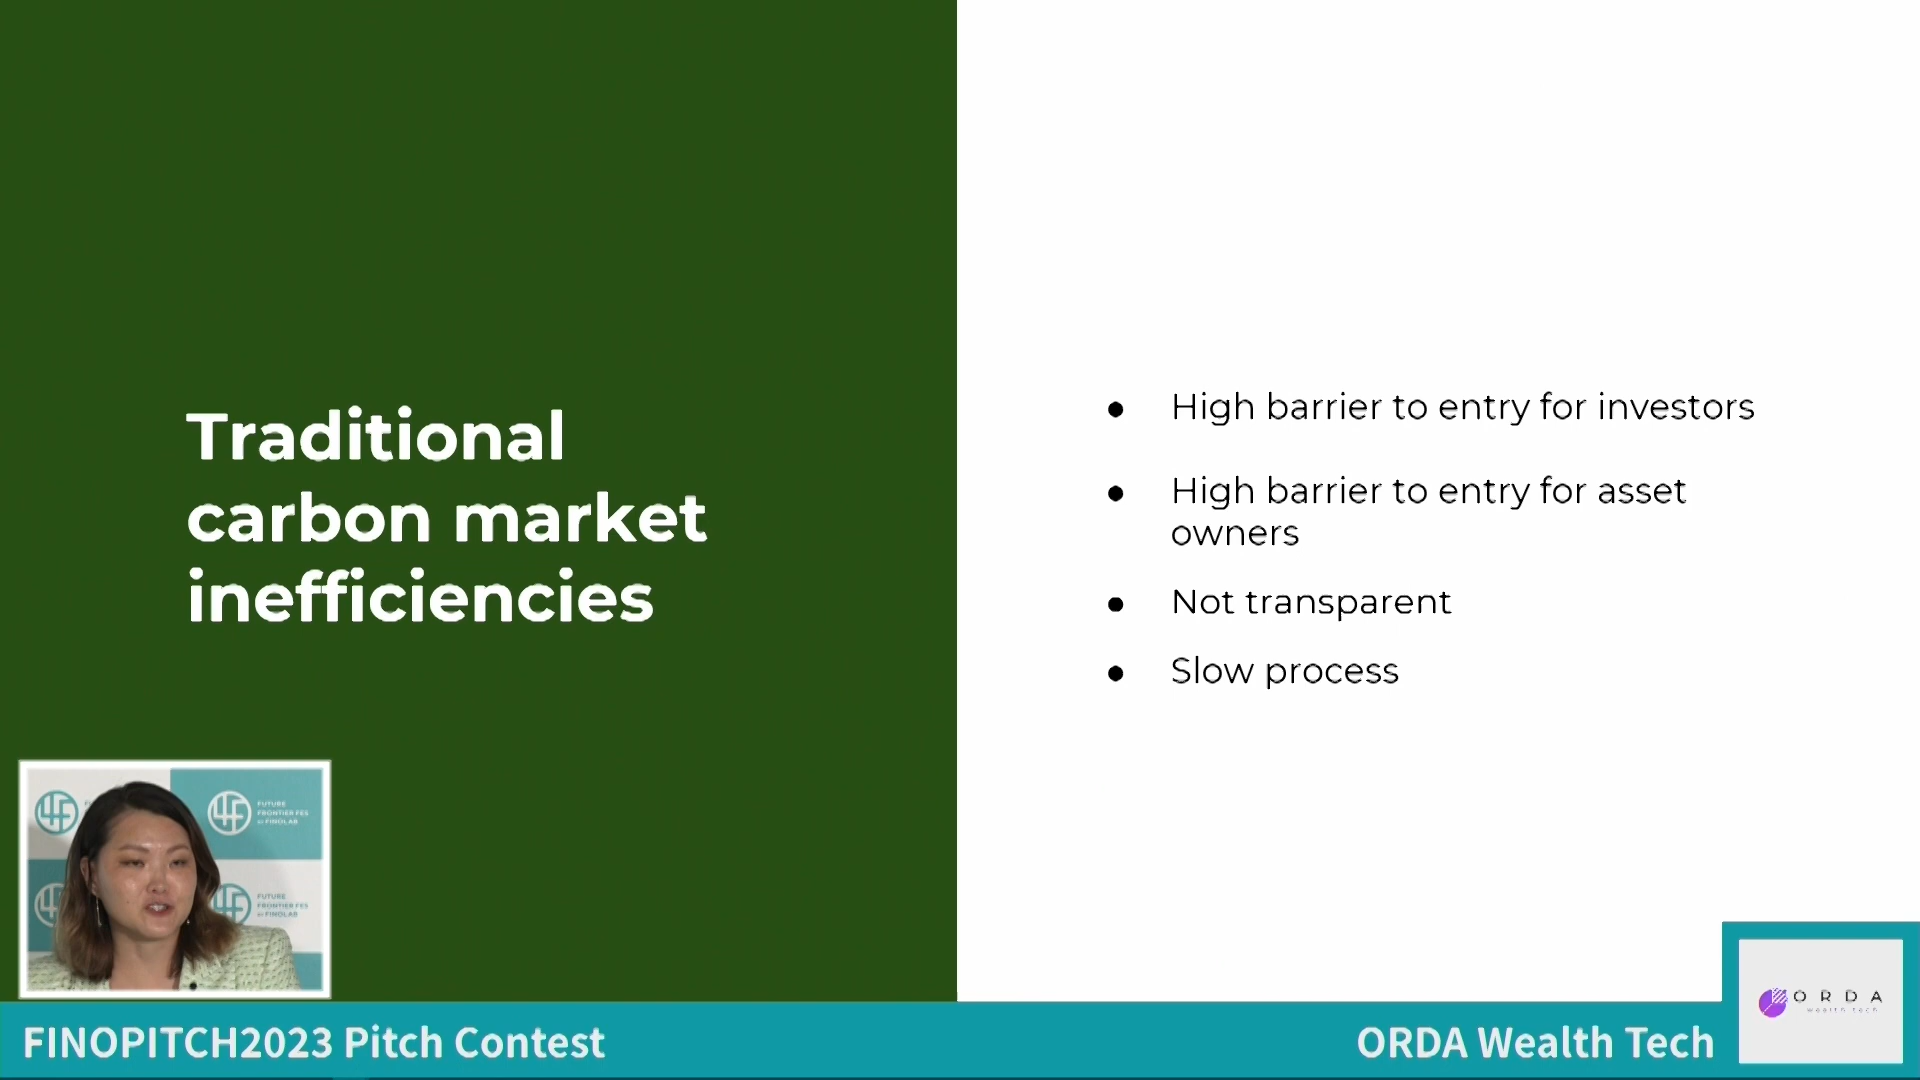 Traditional
carbon market
inefficiencies
● High barrier to entry for investors
● High barrier to entry for asset
owners
● Not transparent
● Slow process
FUTURE
FRONTIER FES
by FINOLAB
FUTURE
FRONTIER FES
by FINOLAB
ORDA
wealth tech
FINOPITCH2023 Pitch Contest
ORDA Wealth Tech